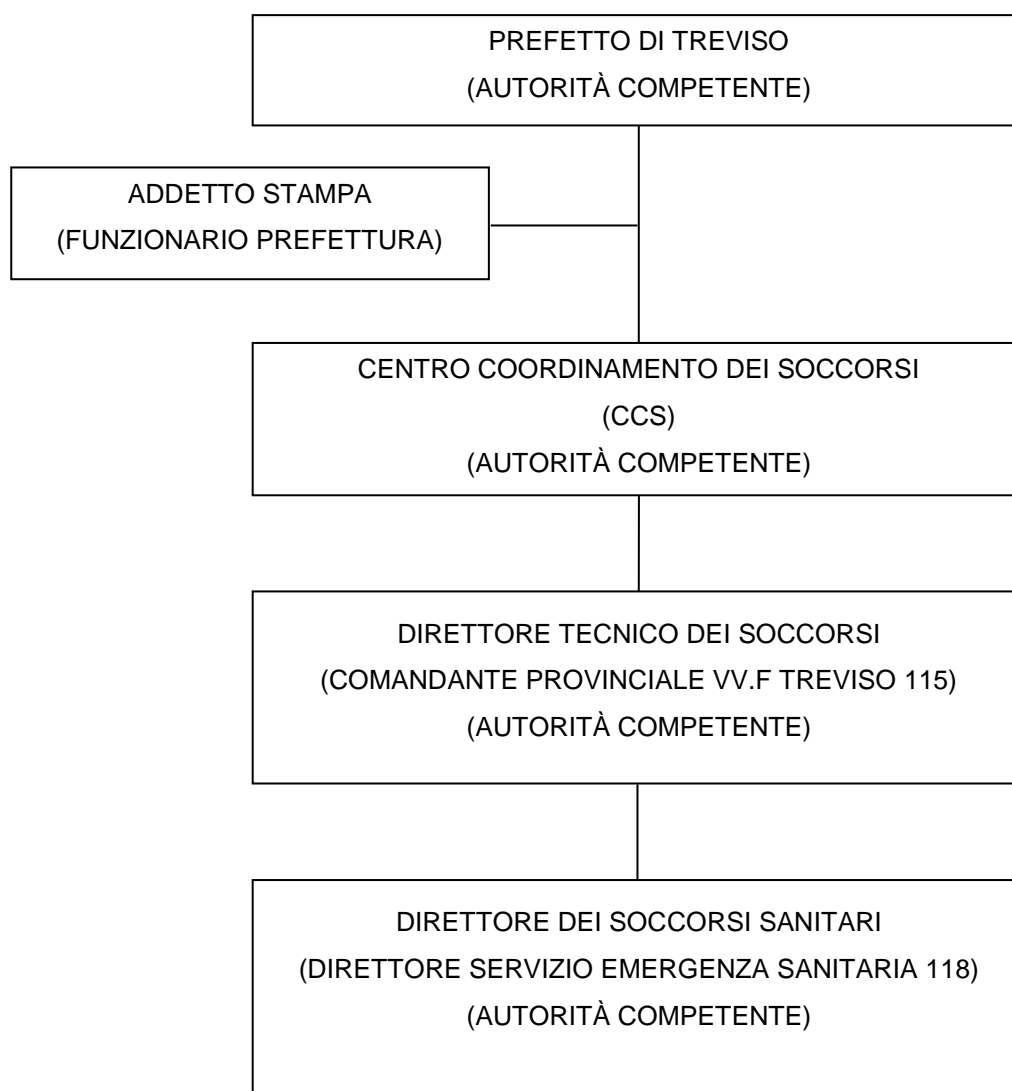 PREFETTO DI TREVISO
(AUTORITÀ COMPETENTE)
ADDETTO STAMPA
(FUNZIONARIO PREFETTURA)
CENTRO COORDINAMENTO DEI SOCCORSI
(CCS)
(AUTORITÀ COMPETENTE)
DIRETTORE TECNICO DEI SOCCORSI
(COMANDANTE PROVINCIALE VV.F TREVISO 115)
(AUTORITÀ COMPETENTE)
DIRETTORE DEI SOCCORSI SANITARI
(DIRETTORE SERVIZIO EMERGENZA SANITARIA 118)
(AUTORITÀ COMPETENTE)